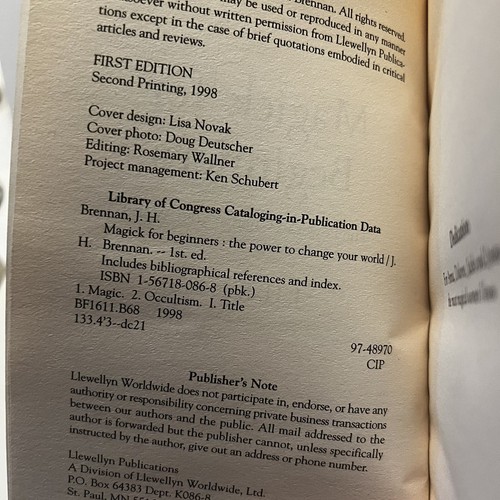 Brennan. All rights reserved.
may be used or reproduced in any manner
without written permission from Llewellyn Publica-
tions except in the case of brief quotations embodied in critical
articles and reviews.
FIRST EDITION
Second Printing, 1998
Cover design: Lisa Novak
Cover photo: Doug Deutscher
Editing: Rosemary Wallner
Project management: Ken Schubert
Library of Congress Cataloging-in-Publication Data
Brennan, J. H.
Magick for beginners : the power to change your world / J.
H. Brennan. -- 1st. ed.
Includes bibliographical references and index.
ISBN 1-56718-086-8 (pbk.)
1. Magic. 2. Occultism. I. Title
BF1611.B68 1998
133.4'3--dc21
97-48970
CIP
Publisher's Note
Llewellyn Worldwide does not participate in, endorse, or have any
authority or responsibility concerning private business transactions
between our authors and the public. All mail addressed to the
author is forwarded but the publisher cannot, unless specifically
instructed by the author, give out an address or phone number.
Llewellyn Publications
A Division of Llewellyn Worldwide, Ltd.
P.O. Box 64383 Dept. K086-8
St. Paul, MN
Dedication